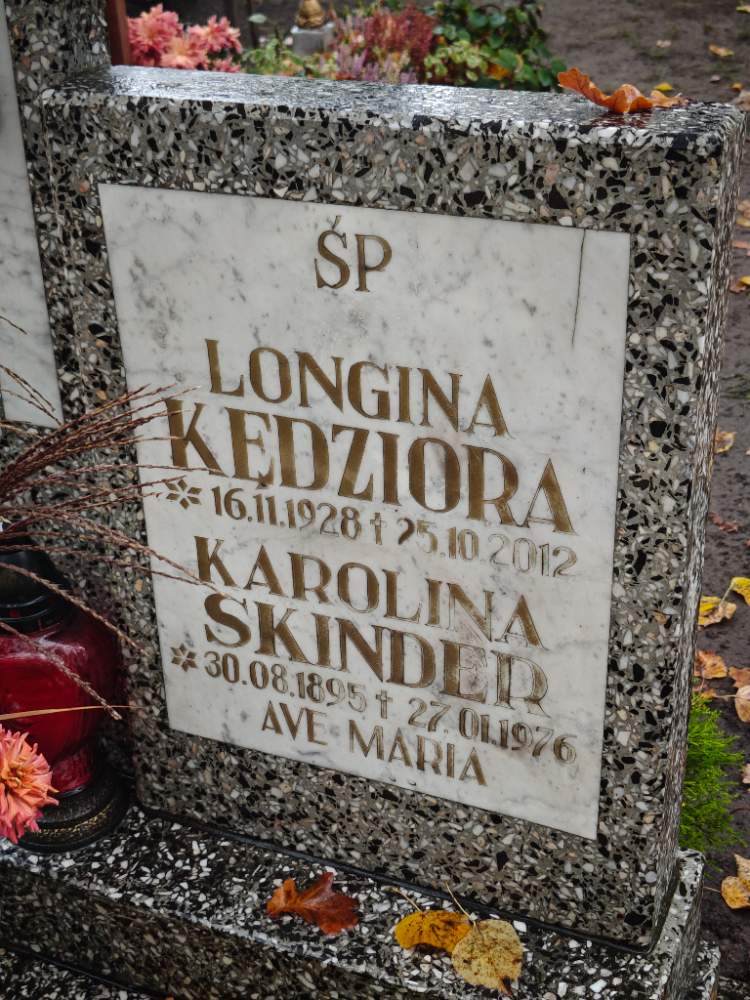 ŚP
LONGINA
KĘDZIORA
* 16.11.1928 † 25.10.2012
KAROLINA
SKINDER
* 30.08.1895 † 27.01.1976
AVE MARIA